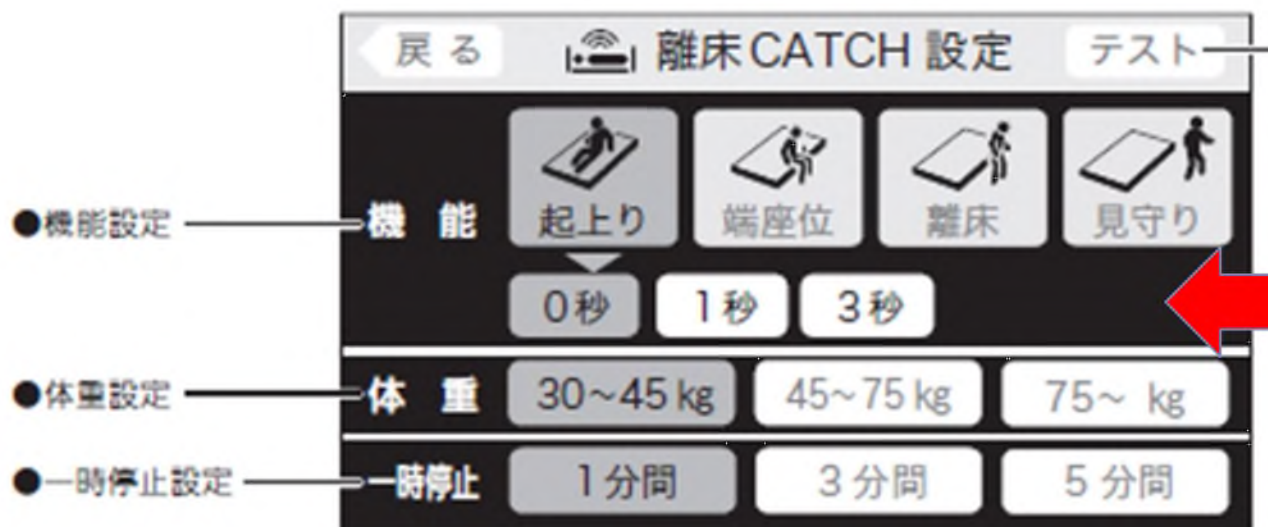 戻る 離床CATCH 設定 テスト
起上り 端座位 離床 見守り
●機能設定 機 能
0秒 1秒 3秒
●体重設定 体 重 30～45 kg 45～75 kg 75～ kg
●一時停止設定 一時停止 1分間 3分間 5分間